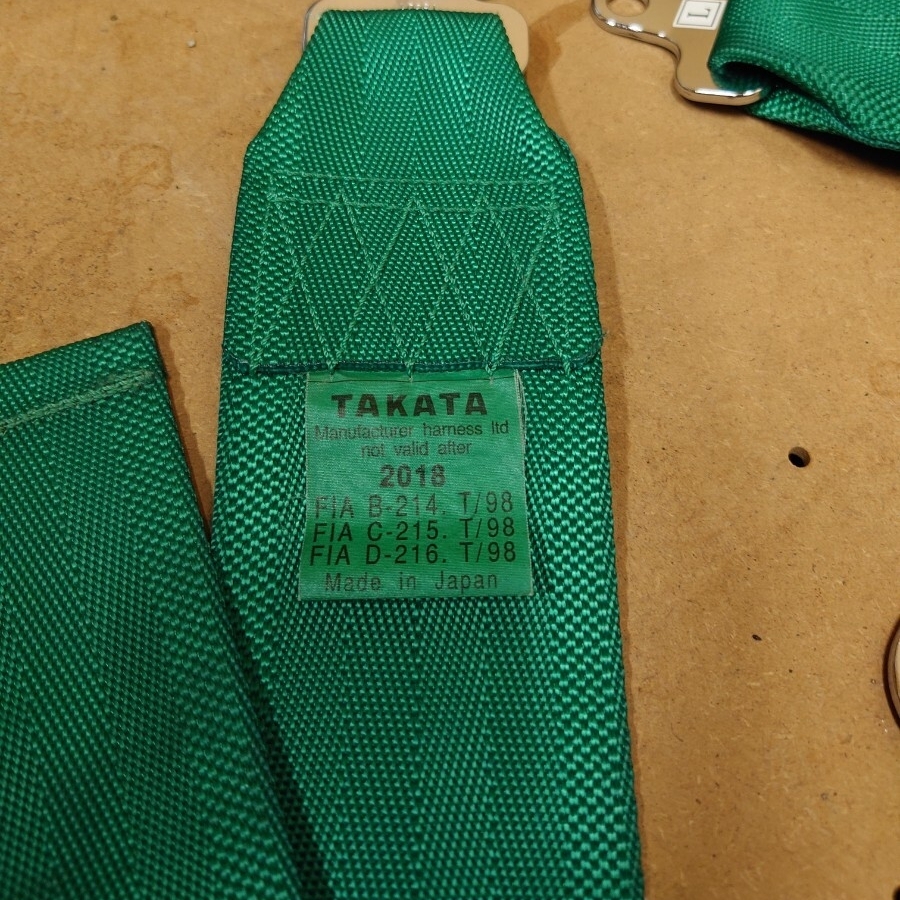 L
TAKATA
Manufacturer harness ltd
not valid after
2018
FIA B-214. T/98
FIA C-215. T/98
FIA D-216. T/98
Made in Japan